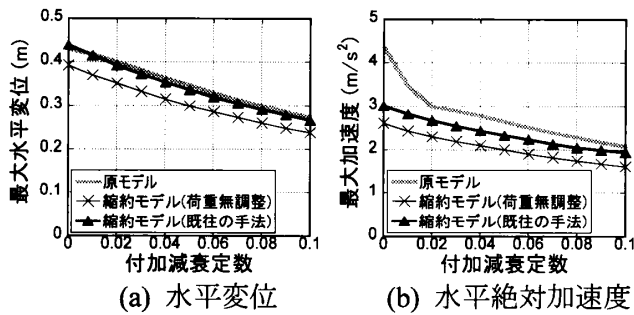 最大水平変位 (m)
0.5
0.4
0.3
0.2
0.1
0
原モデル
縮約モデル(荷重無調整)
縮約モデル(既往の手法)
0 0.02 0.04 0.06 0.08 0.1
付加減衰定数
(a) 水平変位
最大加速度 (m/s²)
5
4
3
2
1
0
原モデル
縮約モデル(荷重無調整)
縮約モデル(既往の手法)
0 0.02 0.04 0.06 0.08 0.1
付加減衰定数
(b) 水平絶対加速度